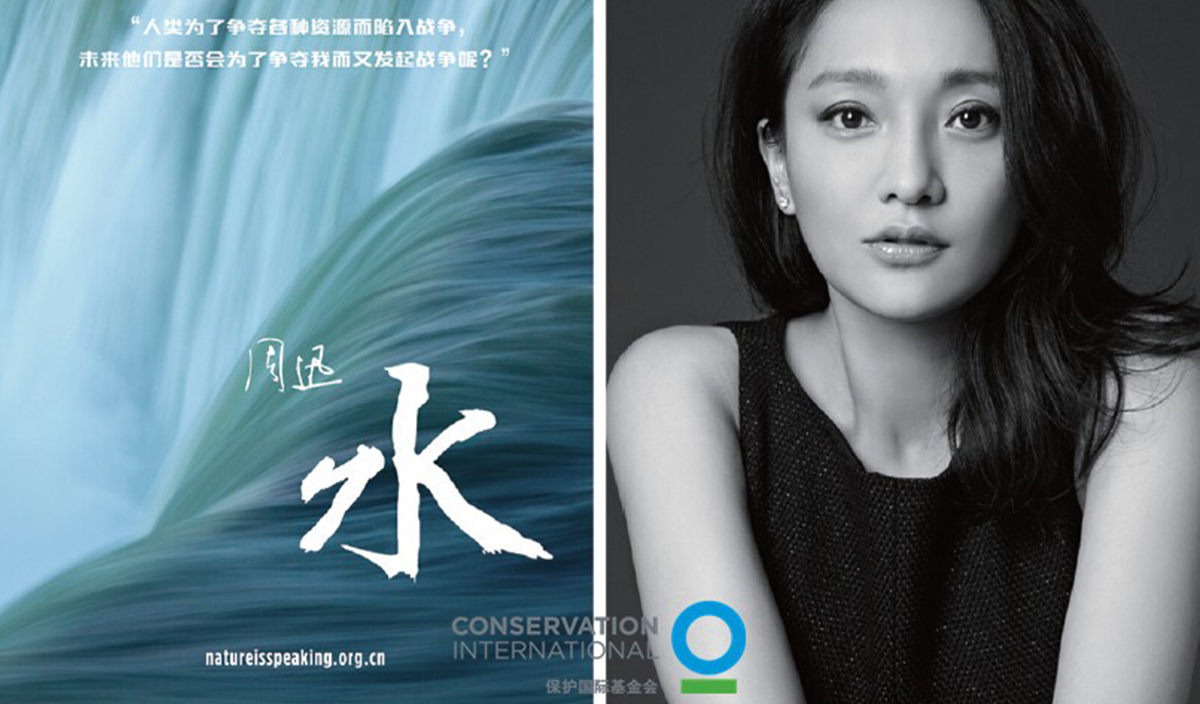 “人类为了争夺各种资源而陷入战争,
未来他们是否会为了争夺我而又发起战争呢?”
周迅
水
natureisspeaking.org.cn
CONSERVATION
INTERNATIONAL
保护国际基金会